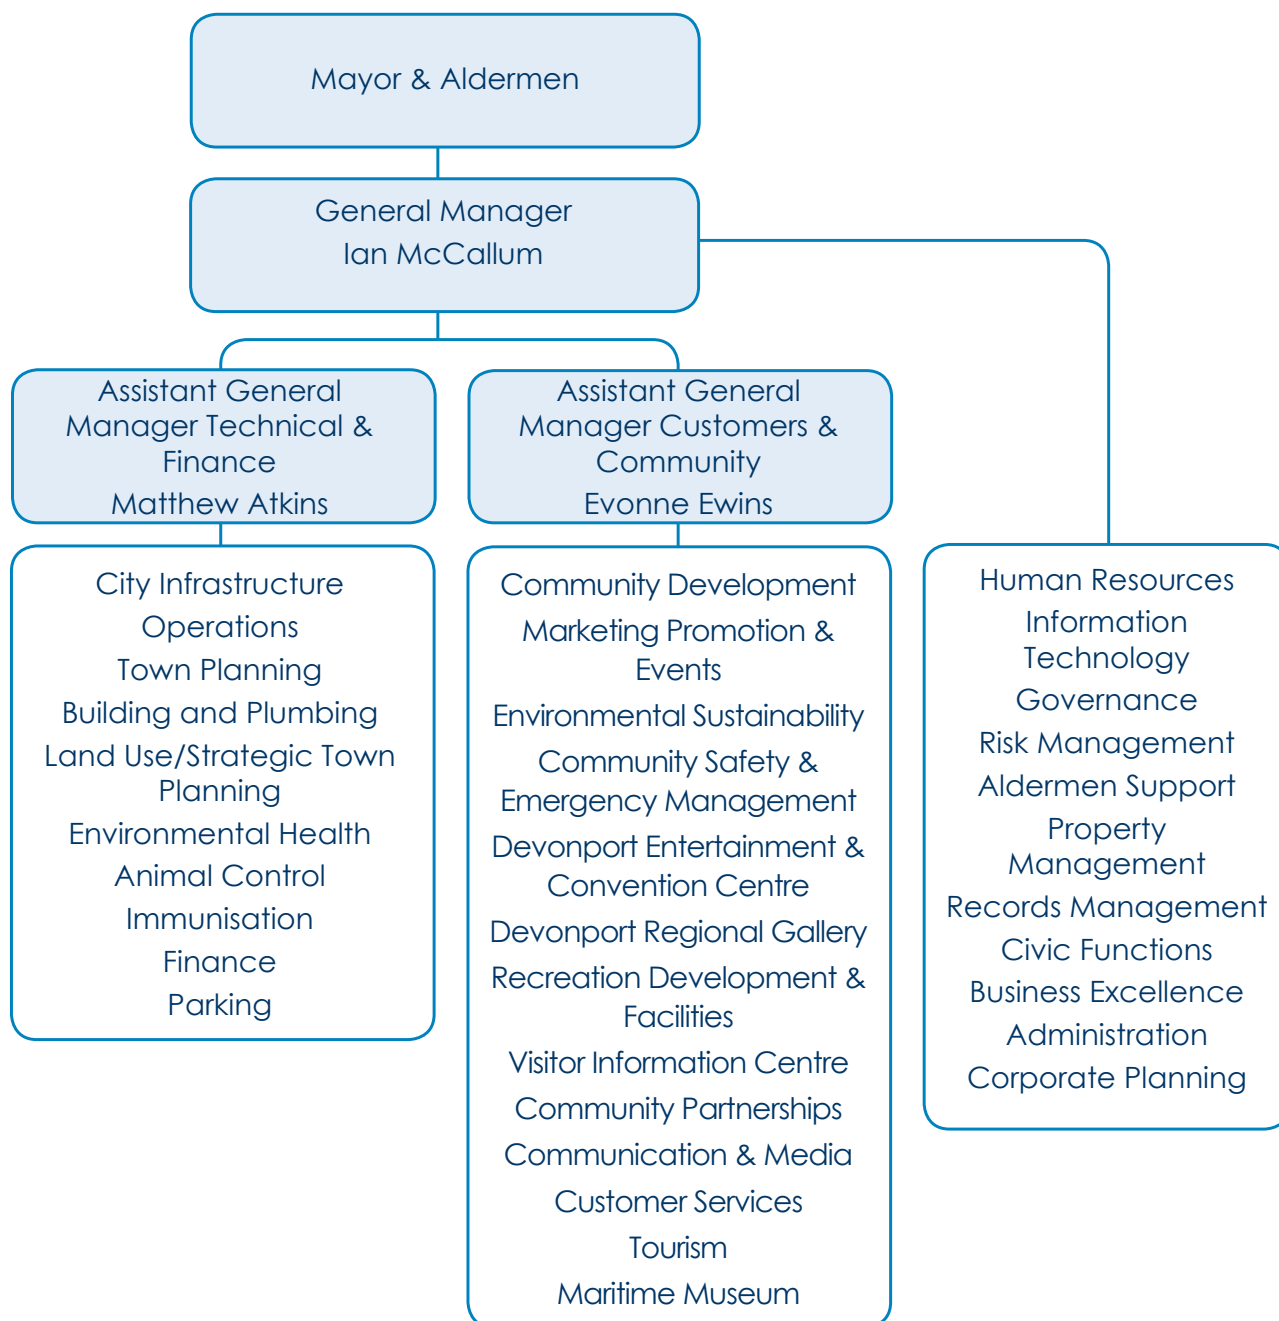 Mayor & Aldermen
General Manager
Ian McCallum
Assistant General
Manager Technical &
Finance
Matthew Atkins
Assistant General
Manager Customers &
Community
Evonne Ewins
City Infrastructure
Operations
Town Planning
Building and Plumbing
Land Use/Strategic Town
Planning
Environmental Health
Animal Control
Immunisation
Finance
Parking
Community Development
Marketing Promotion &
Events
Environmental Sustainability
Community Safety &
Emergency Management
Devonport Entertainment &
Convention Centre
Devonport Regional Gallery
Recreation Development &
Facilities
Visitor Information Centre
Community Partnerships
Communication & Media
Customer Services
Tourism
Maritime Museum
Human Resources
Information
Technology
Governance
Risk Management
Aldermen Support
Property
Management
Records Management
Civic Functions
Business Excellence
Administration
Corporate Planning